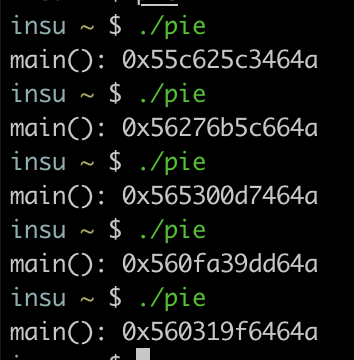 insu ~ $ ./pie
main(): 0x55c625c3464a
insu ~ $ ./pie
main(): 0x56276b5c664a
insu ~ $ ./pie
main(): 0x565300d7464a
insu ~ $ ./pie
main(): 0x560fa39dd64a
insu ~ $ ./pie
main(): 0x560319f6464a